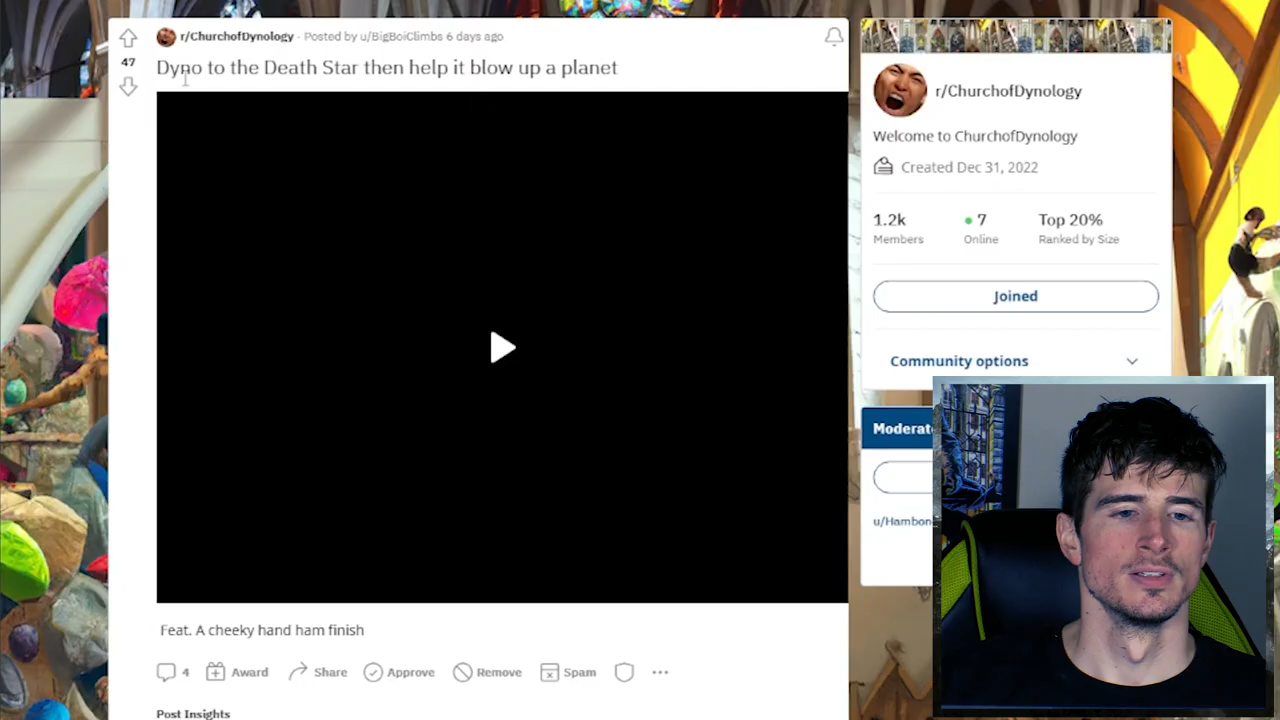 r/ChurchofDynology · Posted by u/BigBoiClimbs 6 days ago
47
Dyno to the Death Star then help it blow up a planet
Feat. A cheeky hand ham finish
4 Award Share Approve Remove Spam
Post Insights
r/ChurchofDynology
Welcome to ChurchofDynology
Created Dec 31, 2022
1.2k 7 Top 20%
Members Online Ranked by Size
Joined
Community options
Moderat
u/Hambon